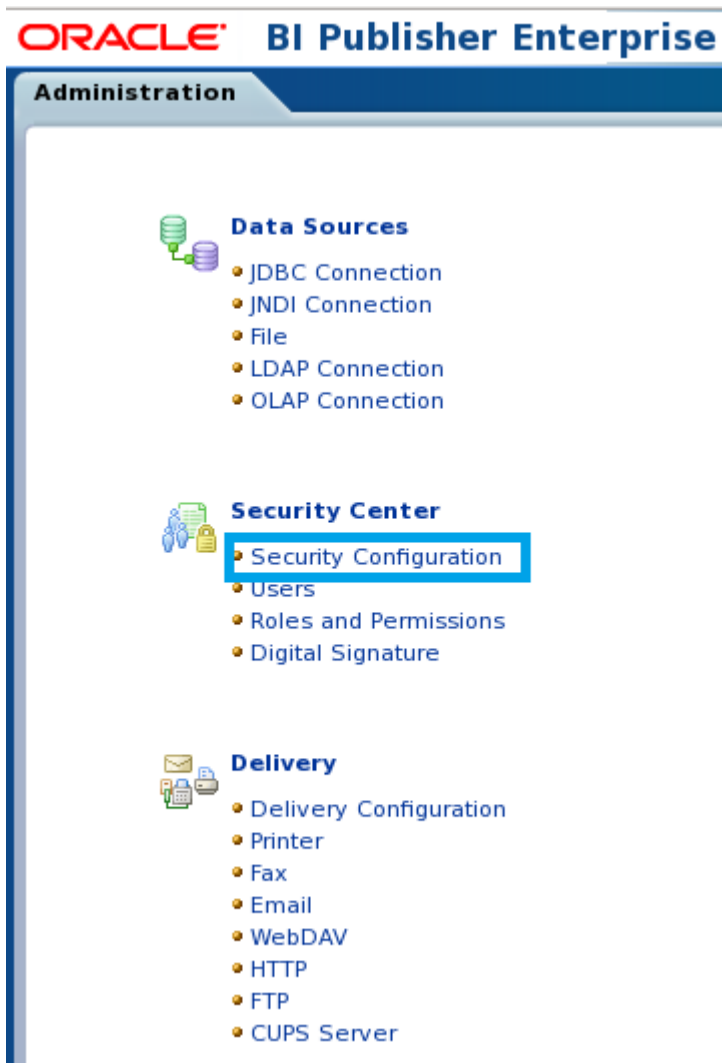 ORACLE BI Publisher Enterprise
Administration
Data Sources
JDBC Connection
JNDI Connection
File
LDAP Connection
OLAP Connection
Security Center
Security Configuration
Users
Roles and Permissions
Digital Signature
Delivery
Delivery Configuration
Printer
Fax
Email
WebDAV
HTTP
FTP
CUPS Server